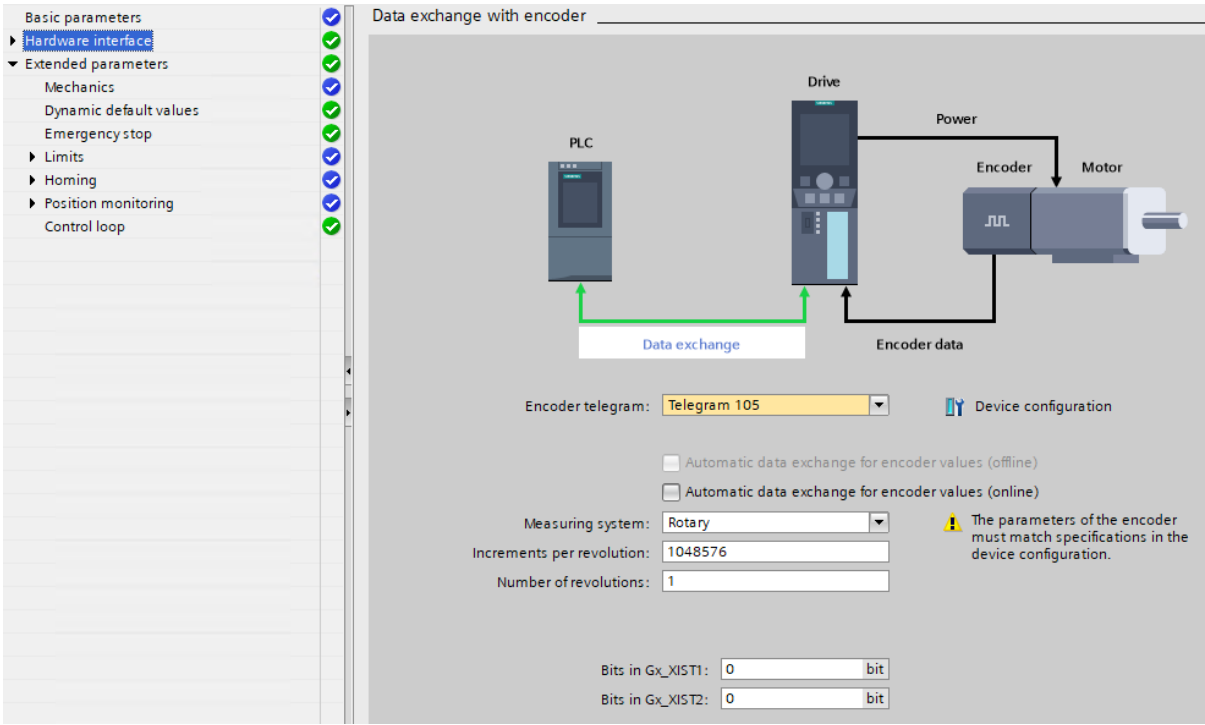 Basic parameters
Hardware interface
Extended parameters
Mechanics
Dynamic default values
Emergency stop
Limits
Homing
Position monitoring
Control loop
Data exchange with encoder
Drive
Power
PLC
Encoder
Motor
Data exchange
Encoder data
Encoder telegram:
Telegram 105
Device configuration
Automatic data exchange for encoder values (offline)
Automatic data exchange for encoder values (online)
Measuring system:
Rotary
The parameters of the encoder
must match specifications in the
device configuration.
Increments per revolution:
1048576
Number of revolutions:
1
Bits in Gx_XIST1:
0
bit
Bits in Gx_XIST2:
0
bit